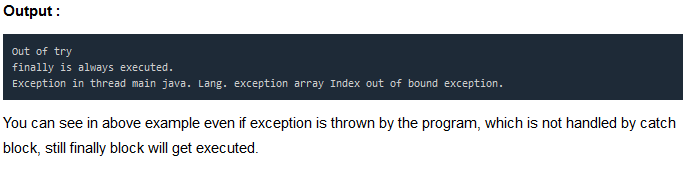 Output :
Out of try
finally is always executed.
Exception in thread main java. Lang. exception array Index out of bound exception.
You can see in above example even if exception is thrown by the program, which is not handled by catch
block, still finally block will get executed.